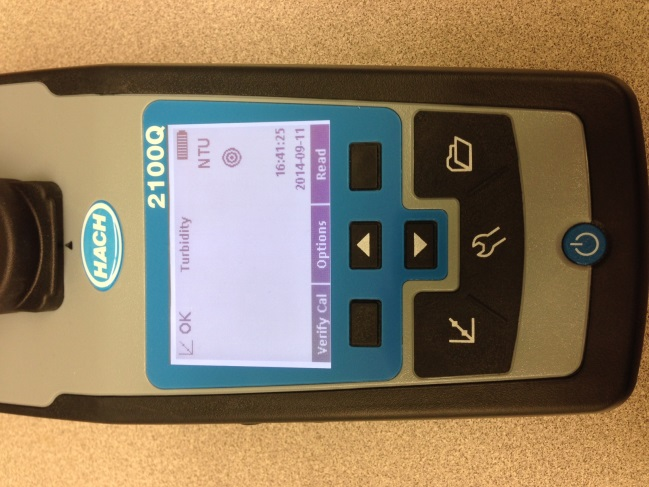 HACH
2100Q
OK
Turbidity
NTU
16:41:25
2014-09-11
Verify Cal Options Read